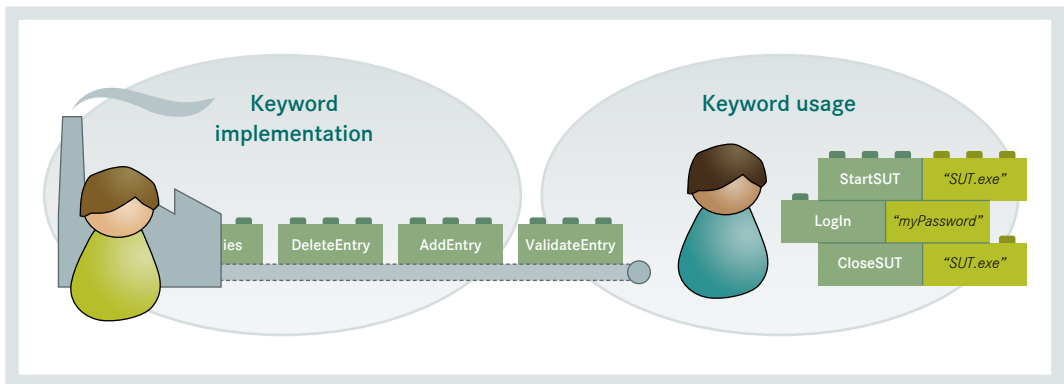 Keyword
implementation
Keyword usage
ies
DeleteEntry
AddEntry
ValidateEntry
StartSUT
“SUT.exe”
LogIn
“myPassword”
CloseSUT
“SUT.exe”